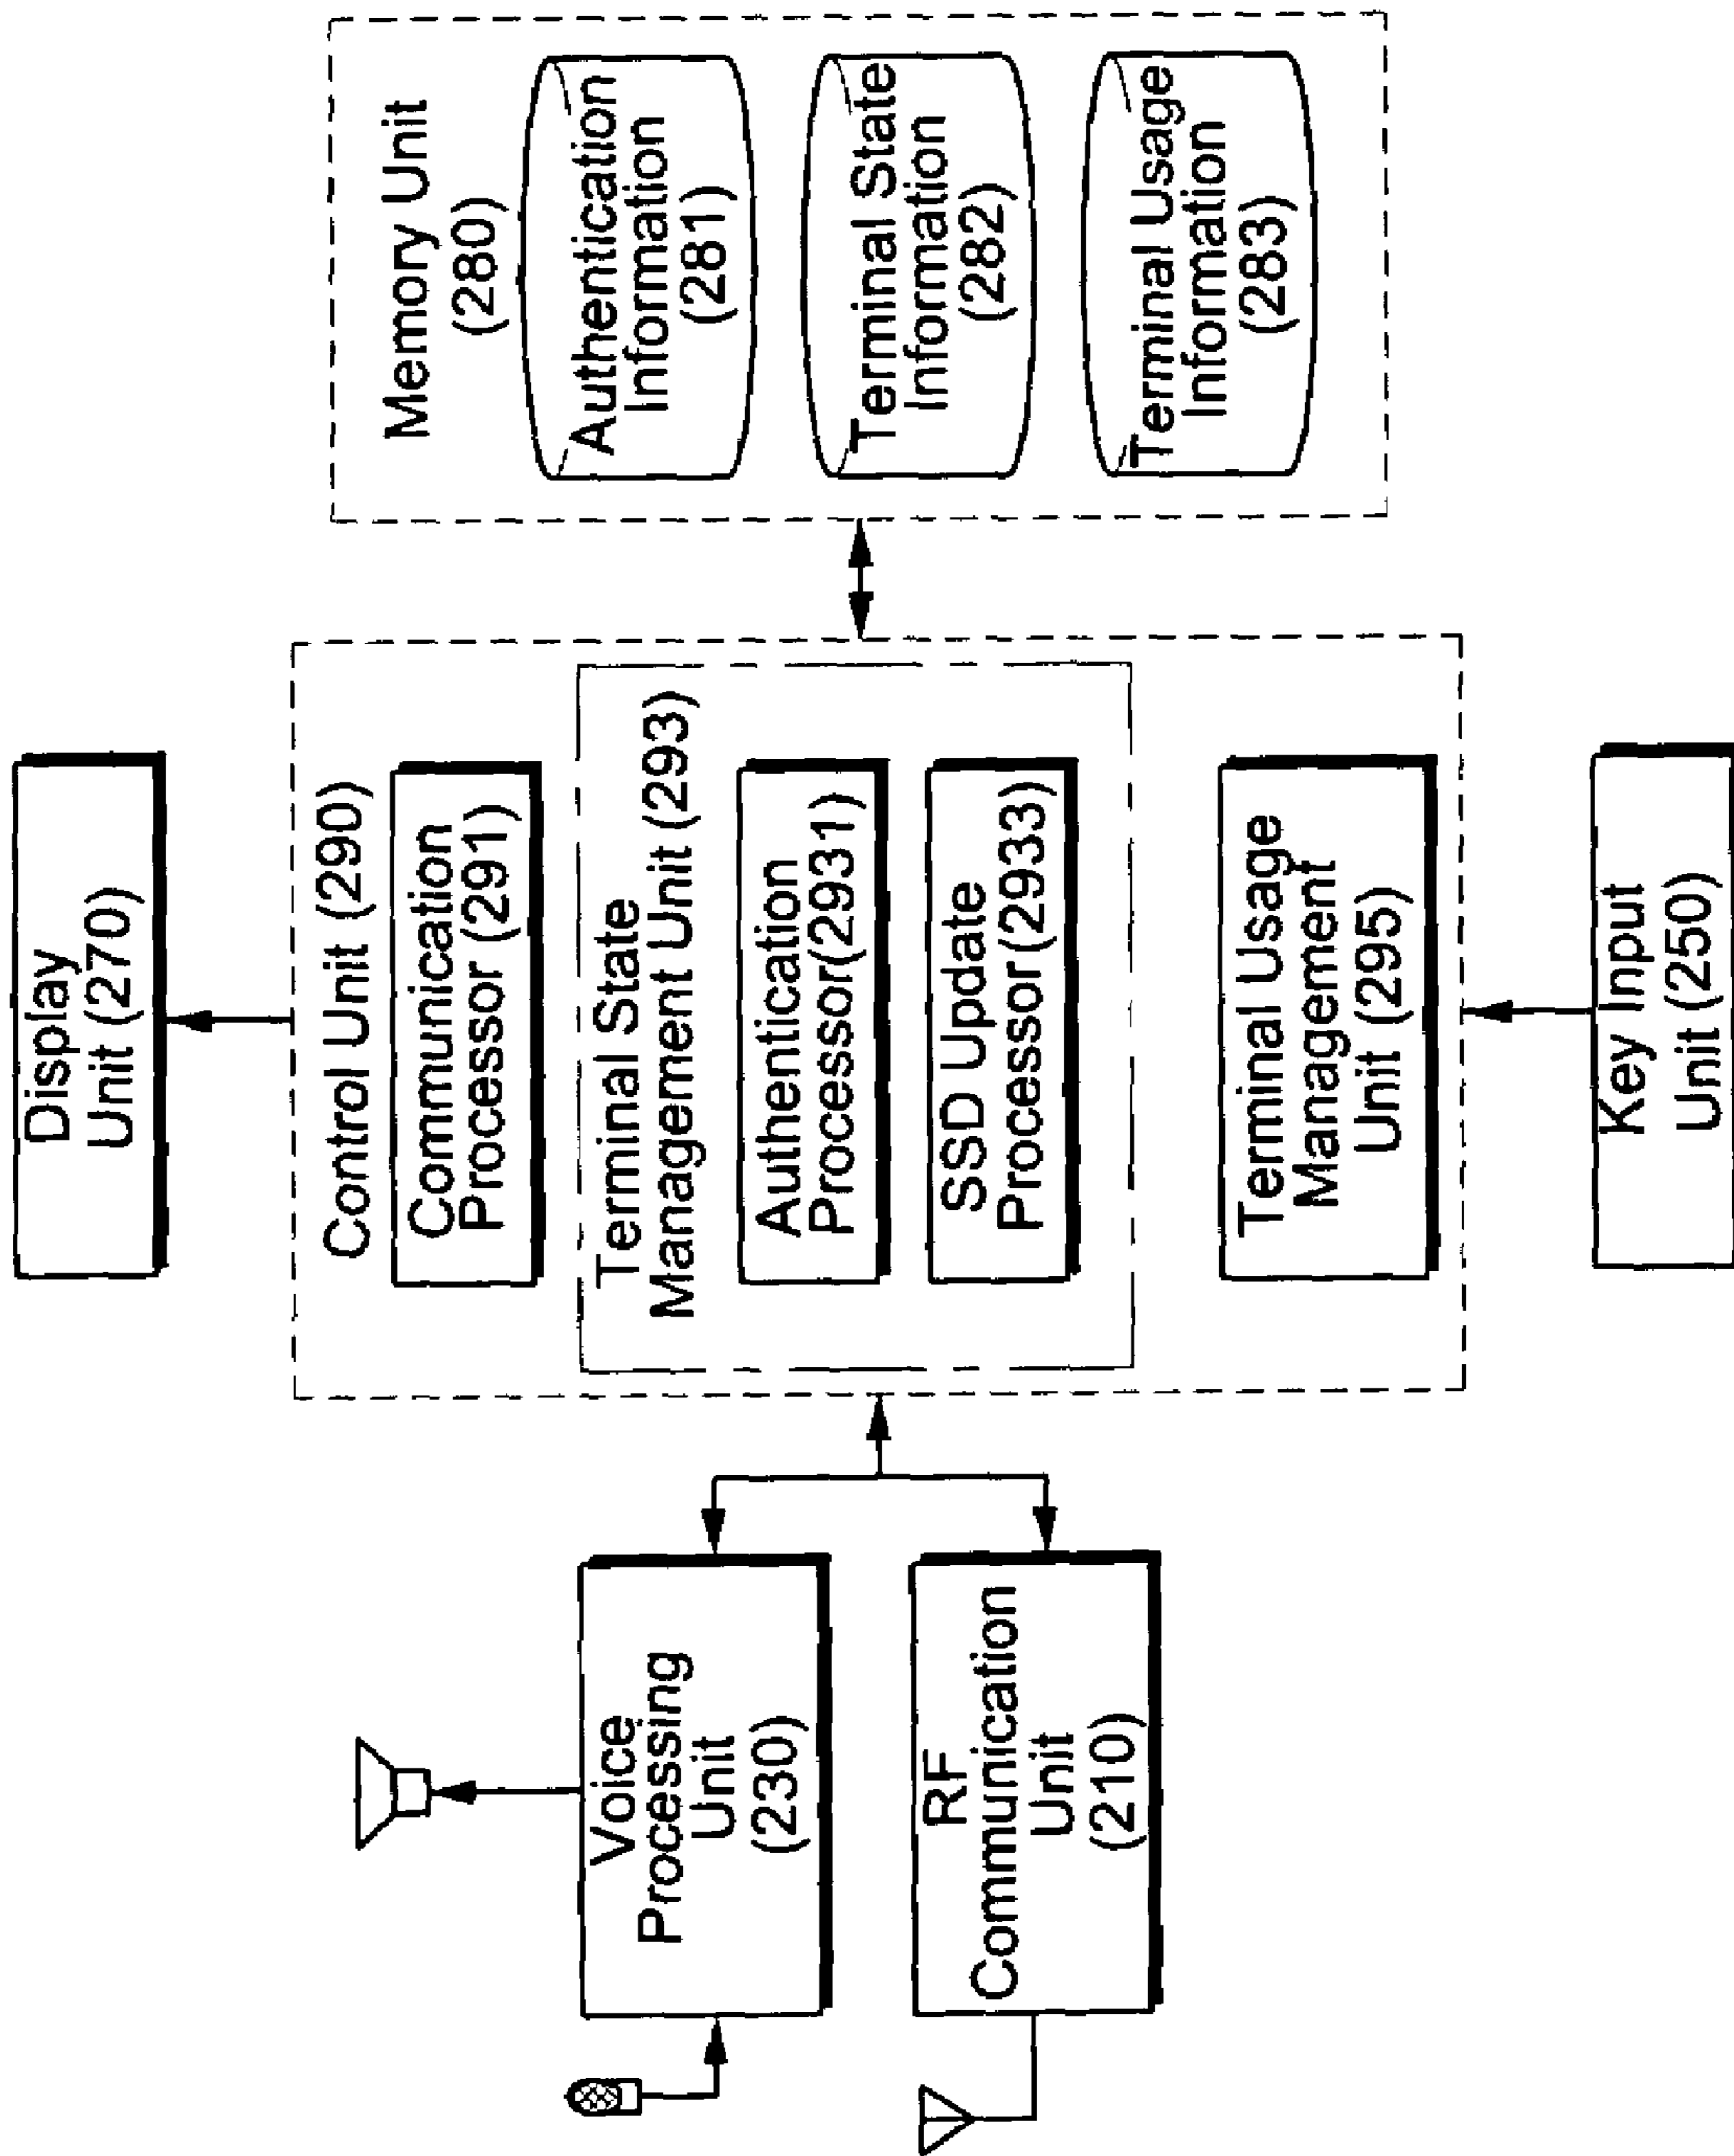 Display
Unit (270)
Control Unit (290)
Communication
Processor (291)
Terminal State
Management Unit (293)
Authentication
Processor(2931)
SSD Update
Processor(2933)
Terminal Usage
Management
Unit (295)
Key Input
Unit (250)
Voice
Processing
Unit
(230)
RF
Communication
Unit
(210)
Memory Unit
(280)
Authentication
Information
(281)
Terminal State
Information
(282)
Terminal Usage
Information
(283)